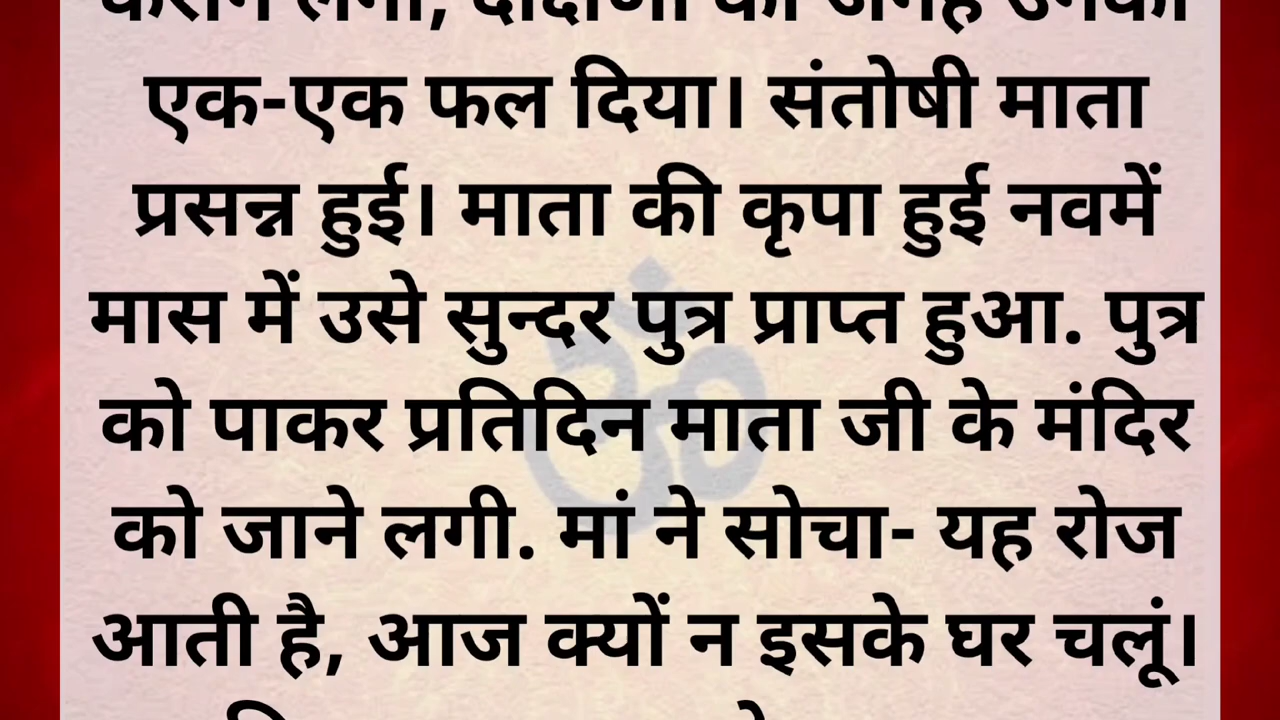 एक-एक फल दिया। संतोषी माता
प्रसन्न हुई। माता की कृपा हुई नवमें
मास में उसे सुन्दर पुत्र प्राप्त हुआ. पुत्र
को पाकर प्रतिदिन माता जी के मंदिर
को जाने लगी. मां ने सोचा- यह रोज
आती है, आज क्यों न इसके घर चलूं।